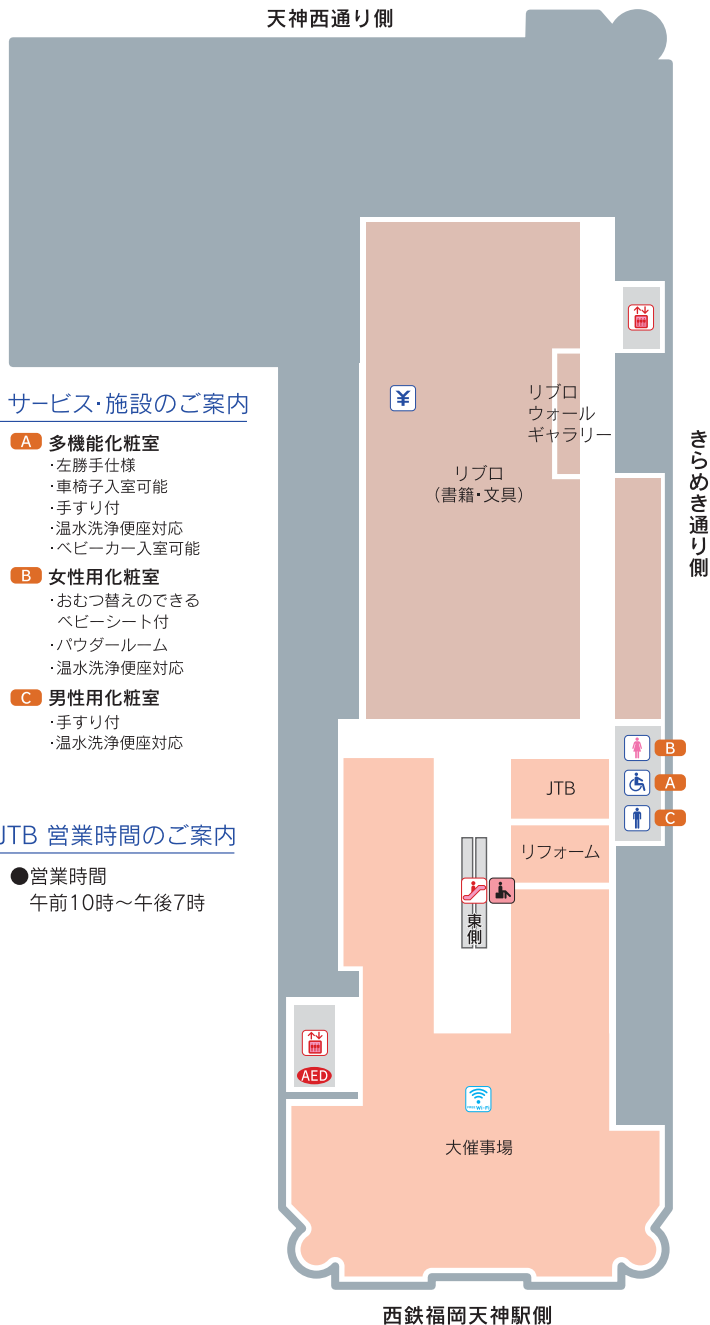 天神西通り側
¥
リブロ
ウォール
ギャラリー
リブロ
（書籍・文具）
きらめき通り側
サービス・施設のご案内
A 多機能化粧室
・左勝手仕様
・車椅子入室可能
・手すり付
・温水洗浄便座対応
・ベビーカー入室可能
B 女性用化粧室
・おむつ替えのできる
ベビーシート付
・パウダールーム
・温水洗浄便座対応
C 男性用化粧室
・手すり付
・温水洗浄便座対応
B
A
C
JTB
リフォーム
東側
JTB 営業時間のご案内
●営業時間
午前10時〜午後7時
AED
FREE Wi-Fi
大催事場
西鉄福岡天神駅側